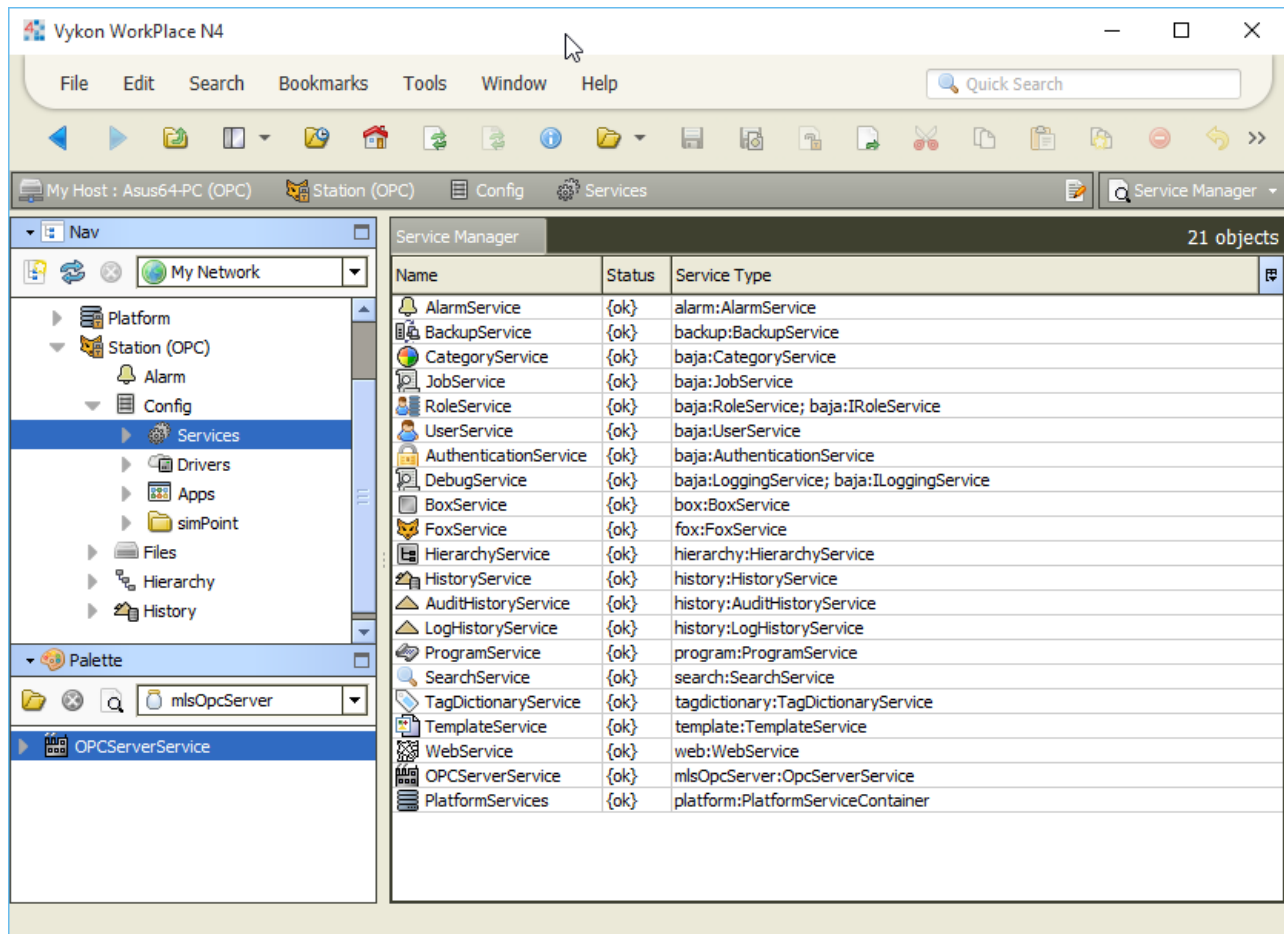 Vykon WorkPlace N4
File Edit Search Bookmarks Tools Window Help Quick Search
My Host : Asus64-PC (OPC) Station (OPC) Config Services Service Manager
Nav
My Network
Platform
Station (OPC)
Alarm
Config
Services
Drivers
Apps
simPoint
Files
Hierarchy
History
Palette
mlsOpcServer
OPCServerService
Service Manager 21 objects
Name Status Service Type
AlarmService {ok} alarm:AlarmService
BackupService {ok} backup:BackupService
CategoryService {ok} baja:CategoryService
JobService {ok} baja:JobService
RoleService {ok} baja:RoleService; baja:IRoleService
UserService {ok} baja:UserService
AuthenticationService {ok} baja:AuthenticationService
DebugService {ok} baja:LoggingService; baja:ILoggingService
BoxService {ok} box:BoxService
FoxService {ok} fox:FoxService
HierarchyService {ok} hierarchy:HierarchyService
HistoryService {ok} history:HistoryService
AuditHistoryService {ok} history:AuditHistoryService
LogHistoryService {ok} history:LogHistoryService
ProgramService {ok} program:ProgramService
SearchService {ok} search:SearchService
TagDictionaryService {ok} tagdictionary:TagDictionaryService
TemplateService {ok} template:TemplateService
WebService {ok} web:WebService
OPCServerService {ok} mlsOpcServer:OpcServerService
PlatformServices {ok} platform:PlatformServiceContainer